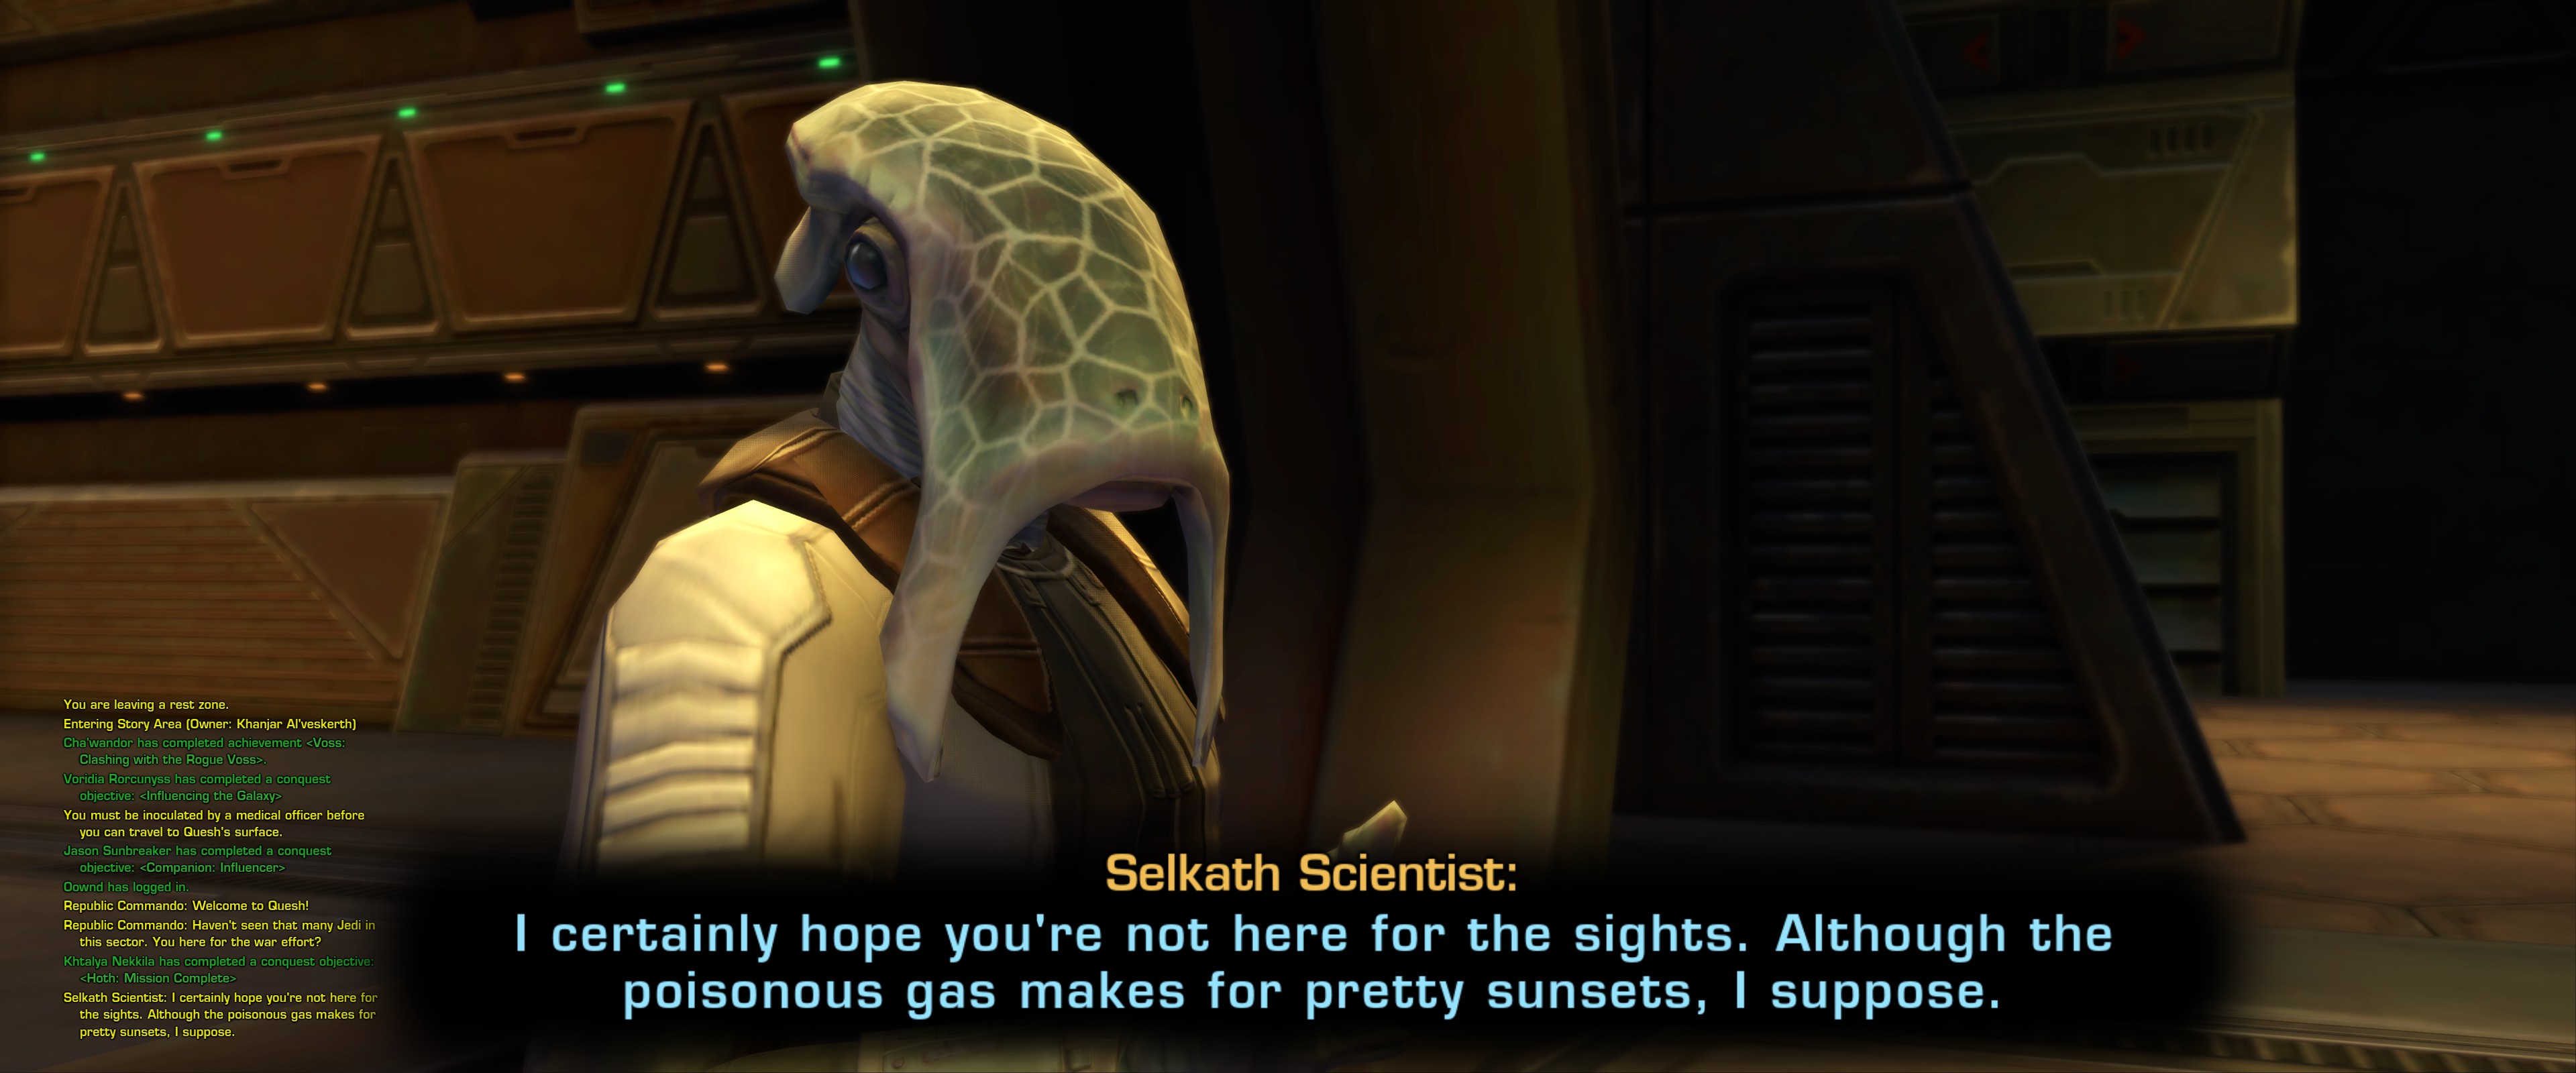 You are leaving a rest zone.
Entering Story Area (Owner: Khanjar Al'veskerth)
Cha'wandor has completed achievement <Voss:
Clashing with the Rogue Voss>.
Voridia Rorcunyss has completed a conquest
objective: <Influencing the Galaxy>
You must be inoculated by a medical officer before
you can travel to Quesh's surface.
Jason Sunbreaker has completed a conquest
objective: <Companion: Influencer>
Oownd has logged in.
Republic Commando: Welcome to Quesh!
Republic Commando: Haven't seen that many Jedi in
this sector. You here for the war effort?
Khtalya Nekkila has completed a conquest objective:
<Hoth: Mission Complete>
Selkath Scientist: I certainly hope you're not here for
the sights. Although the poisonous gas makes for
pretty sunsets, I suppose.
Selkath Scientist:
I certainly hope you're not here for the sights. Although the
poisonous gas makes for pretty sunsets, I suppose.